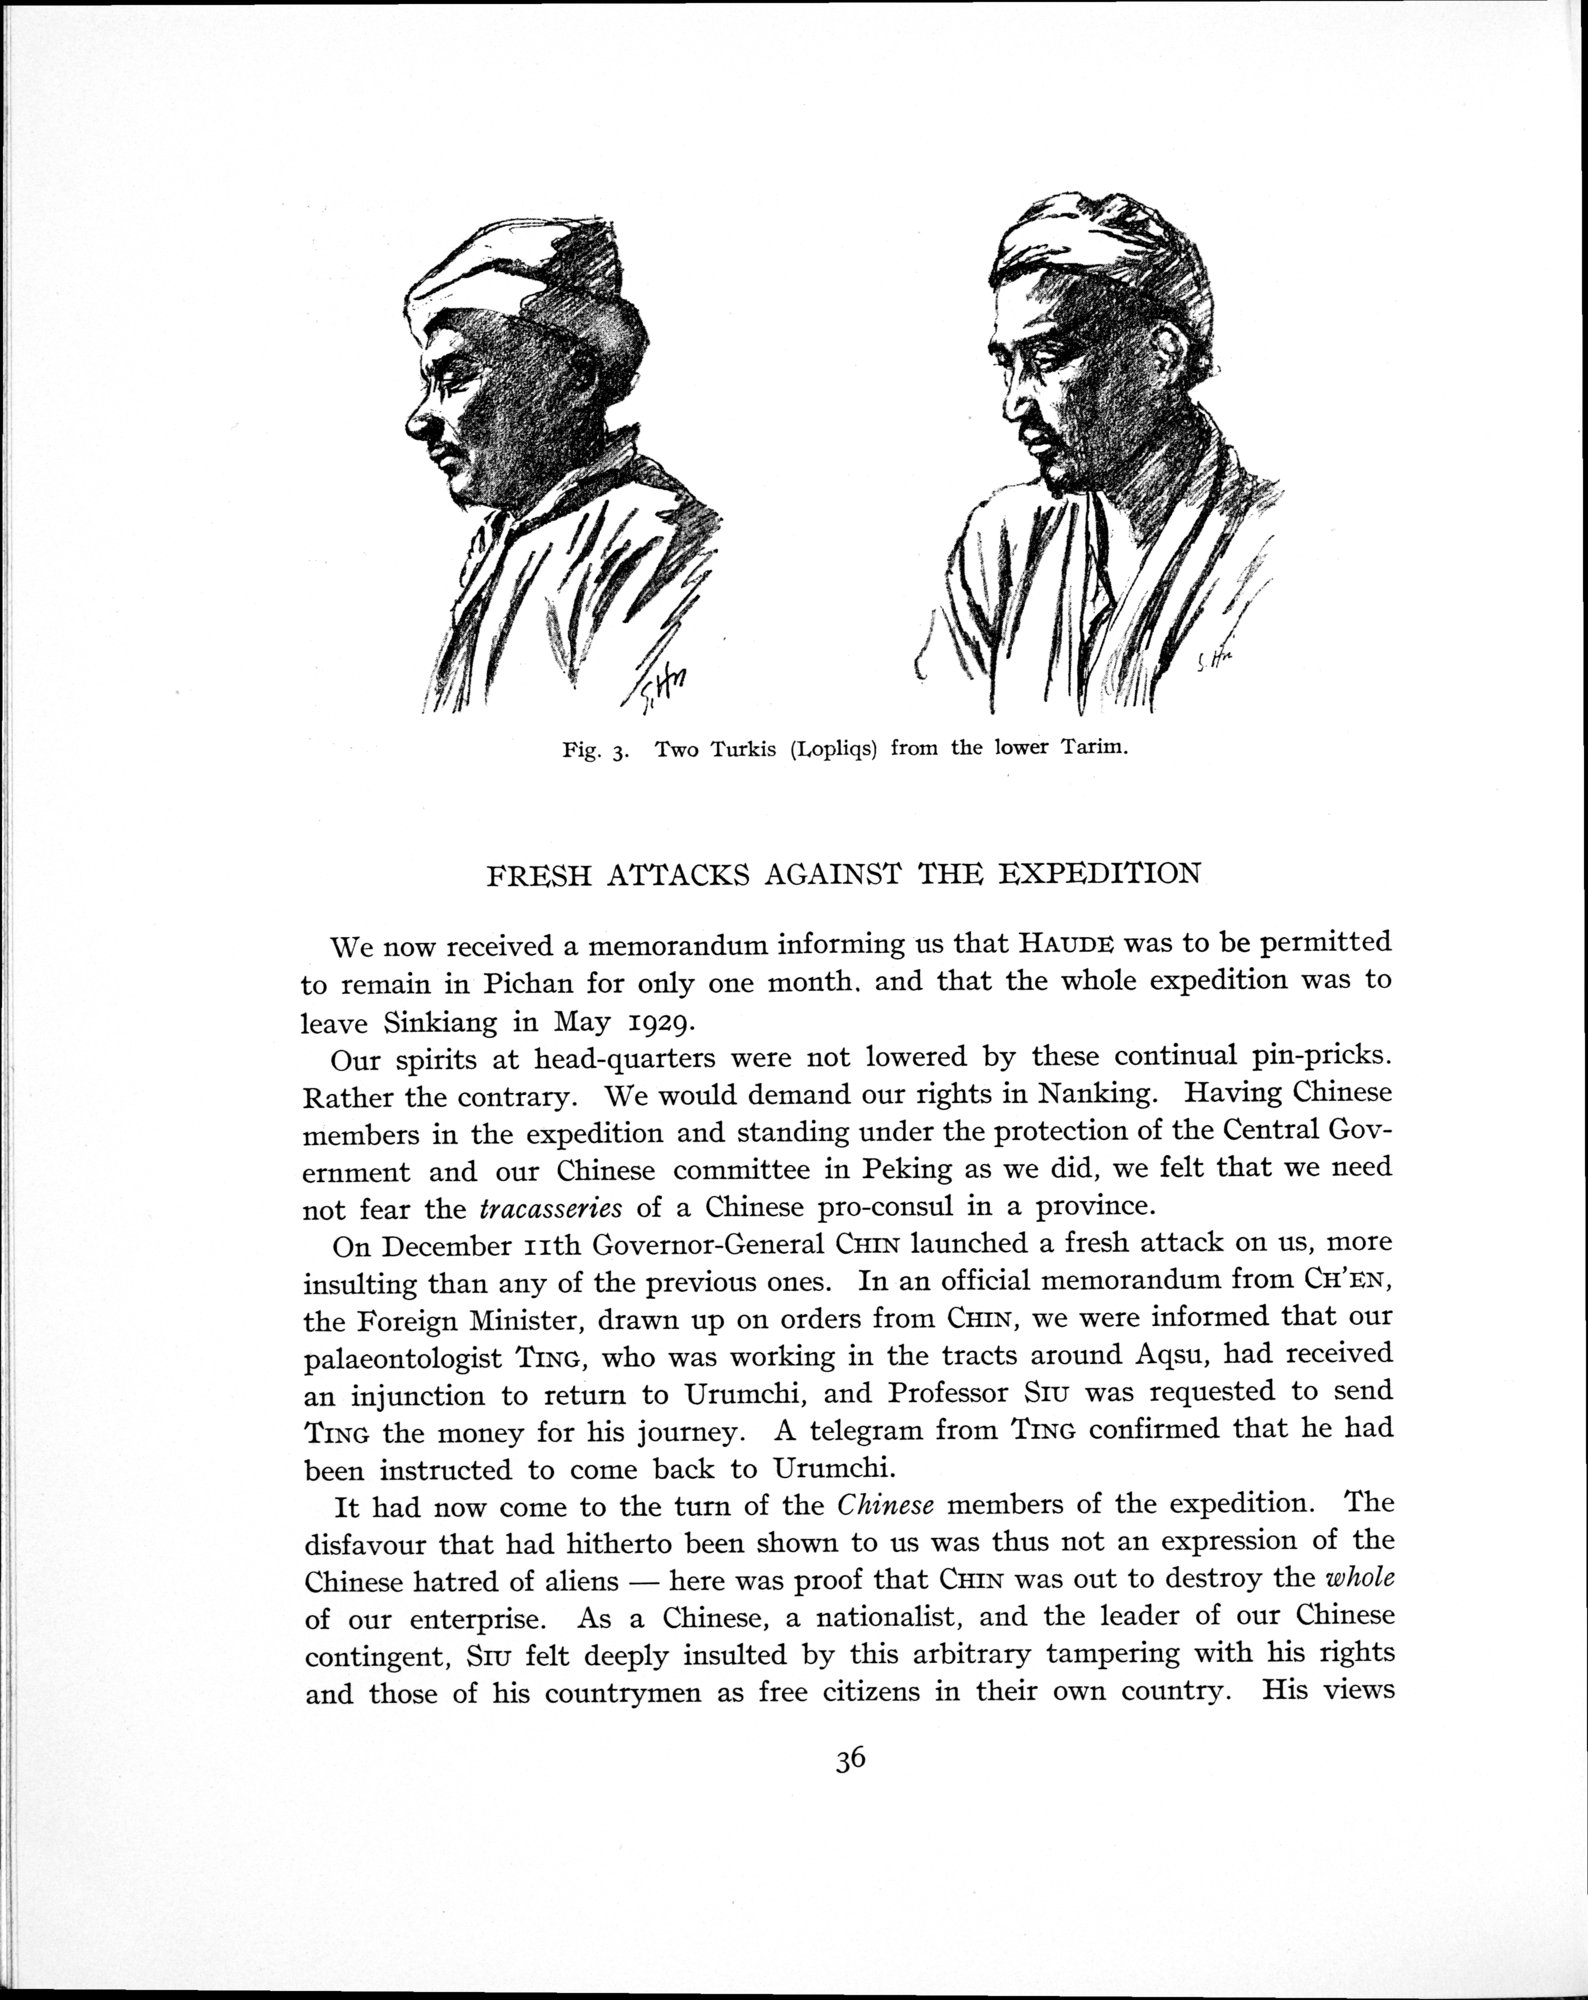 S. Hn
S. Hn
Fig. 3. Two Turkis (Lopliqs) from the lower Tarim.
FRESH ATTACKS AGAINST THE EXPEDITION
We now received a memorandum informing us that HAUDE was to be permitted
to remain in Pichan for only one month. and that the whole expedition was to
leave Sinkiang in May 1929.
Our spirits at head-quarters were not lowered by these continual pin-pricks.
Rather the contrary. We would demand our rights in Nanking. Having Chinese
members in the expedition and standing under the protection of the Central Gov-
ernment and our Chinese committee in Peking as we did, we felt that we need
not fear the tracasseries of a Chinese pro-consul in a province.
On December 11th Governor-General CHIN launched a fresh attack on us, more
insulting than any of the previous ones. In an official memorandum from CH'EN,
the Foreign Minister, drawn up on orders from CHIN, we were informed that our
palaeontologist TING, who was working in the tracts around Aqsu, had received
an injunction to return to Urumchi, and Professor SIU was requested to send
TING the money for his journey. A telegram from TING confirmed that he had
been instructed to come back to Urumchi.
It had now come to the turn of the Chinese members of the expedition. The
disfavour that had hitherto been shown to us was thus not an expression of the
Chinese hatred of aliens — here was proof that CHIN was out to destroy the whole
of our enterprise. As a Chinese, a nationalist, and the leader of our Chinese
contingent, SIU felt deeply insulted by this arbitrary tampering with his rights
and those of his countrymen as free citizens in their own country. His views
36